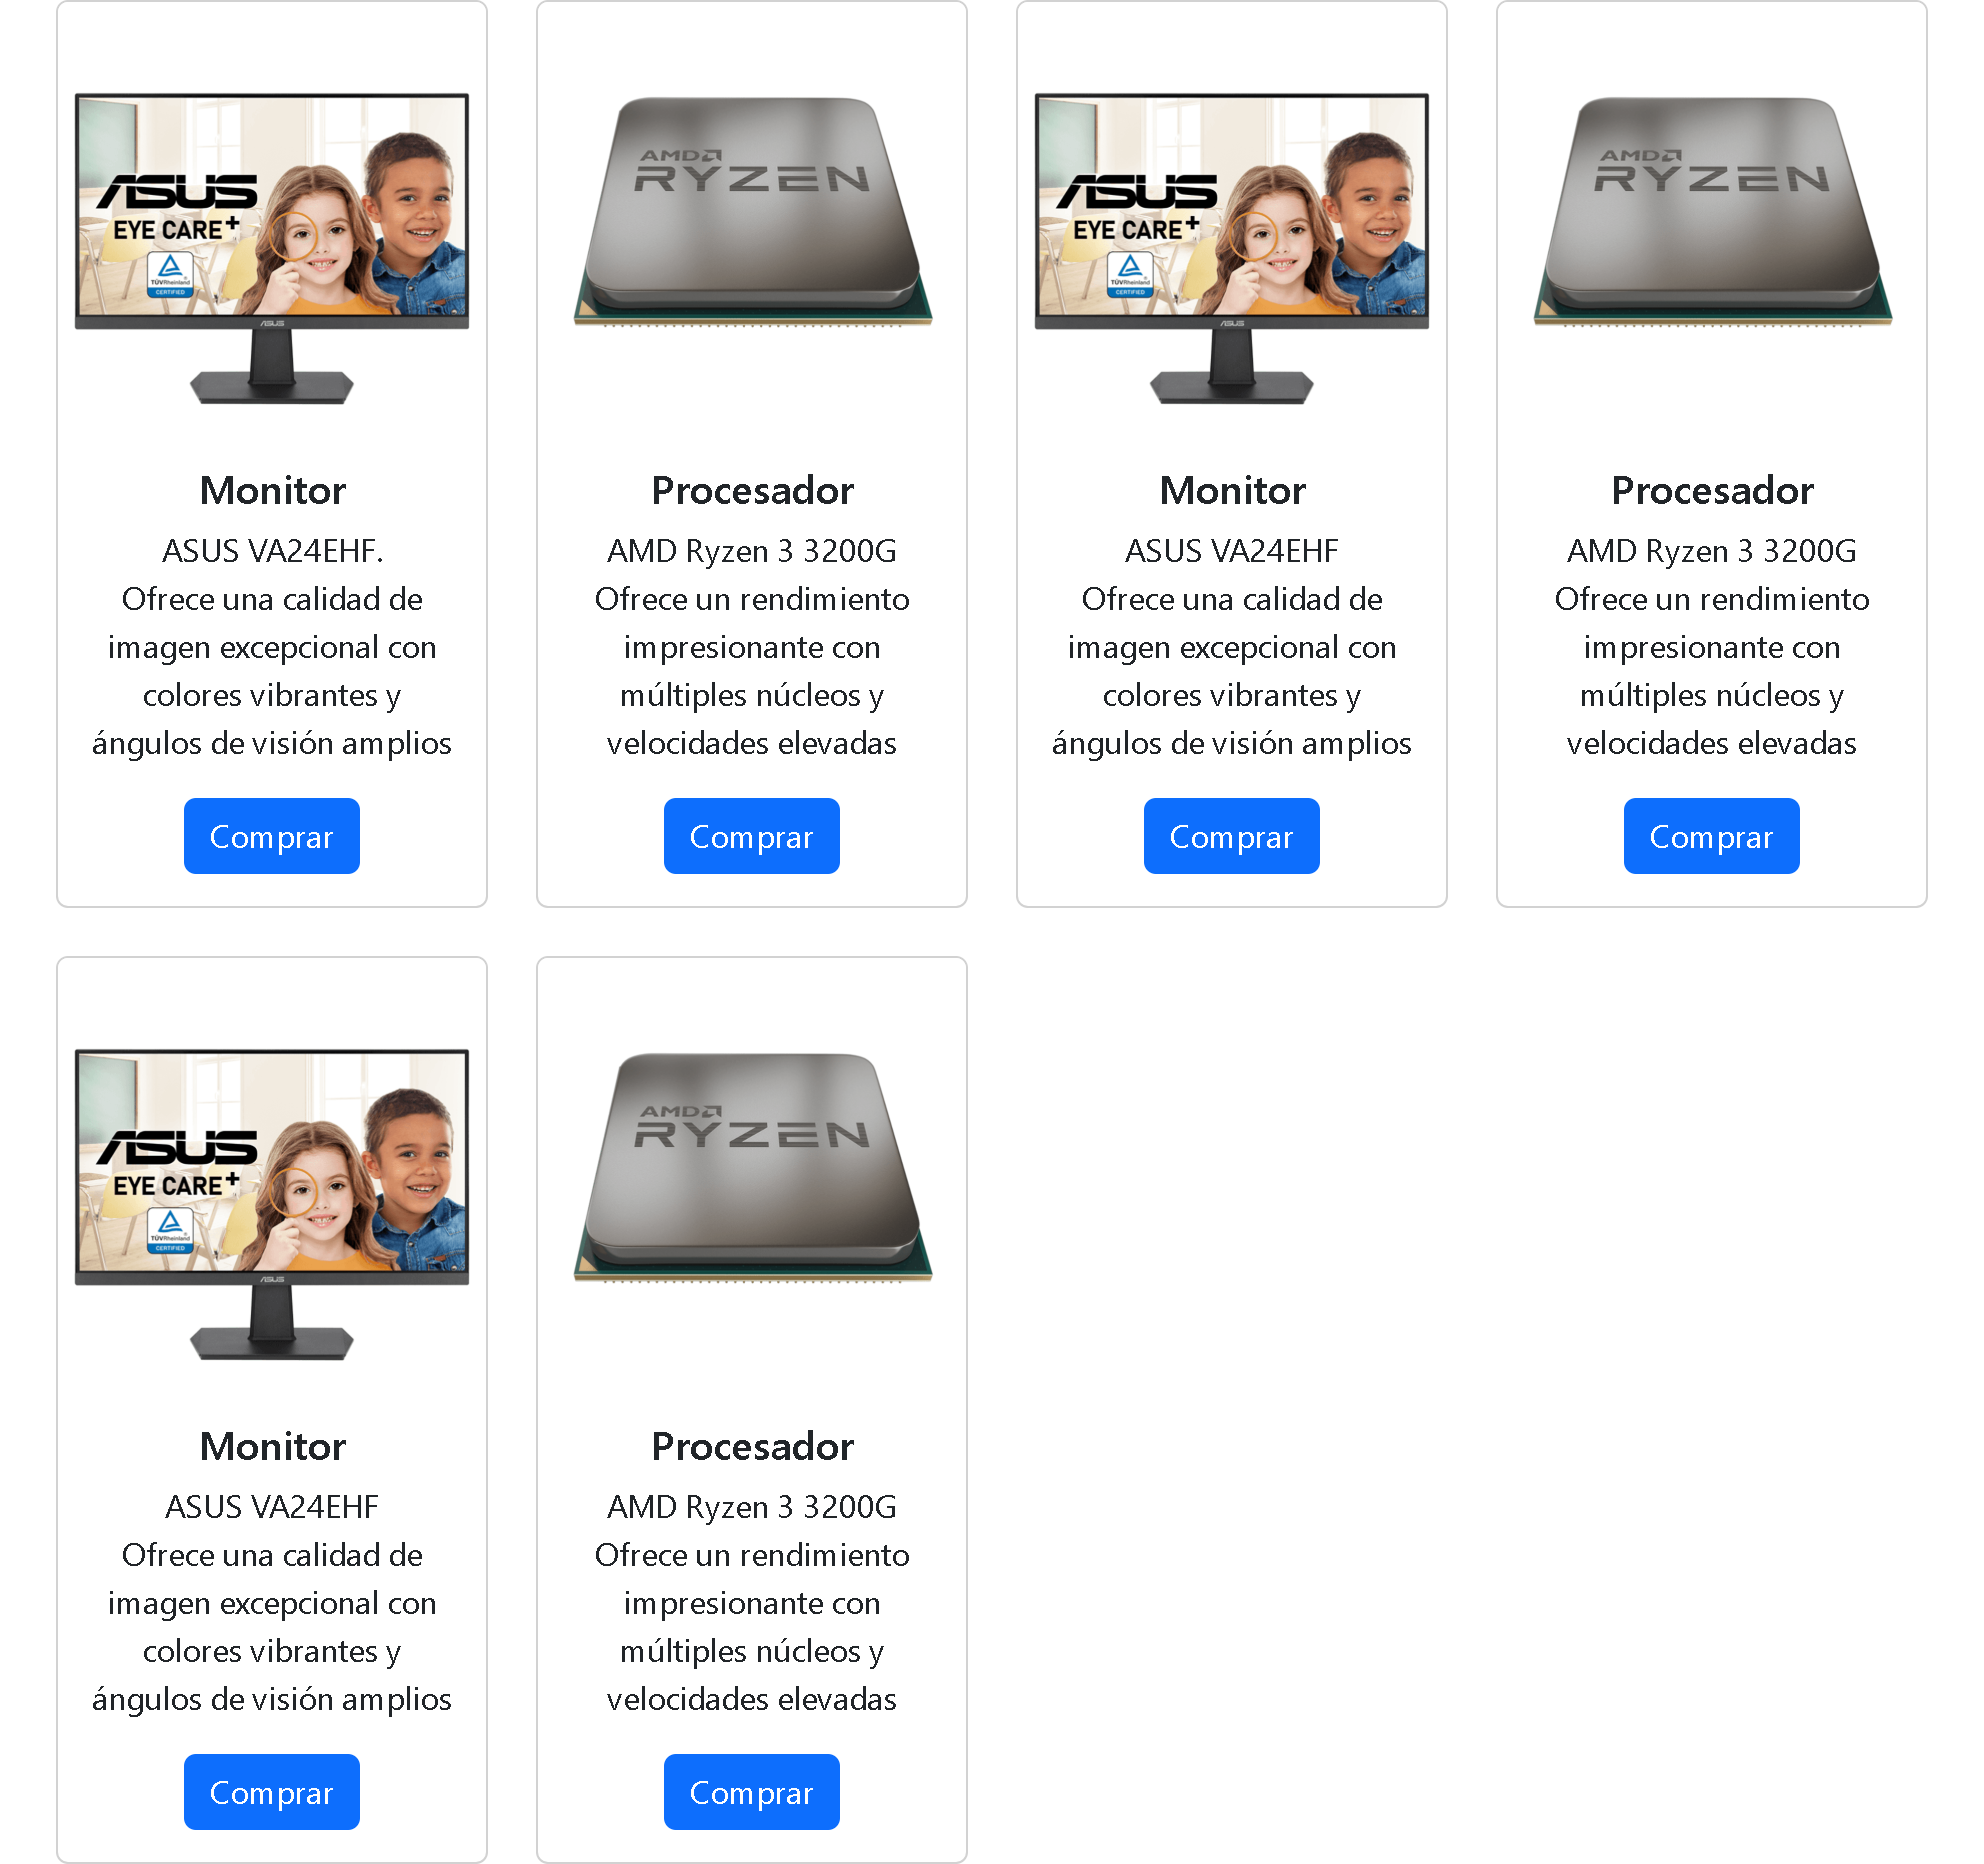 ASUS
EYE CARE+
TÜVRheinland
CERTIFIED
ASUS
Monitor
ASUS VA24EHF.
Ofrece una calidad de
imagen excepcional con
colores vibrantes y
ángulos de visión amplios
Comprar
AMD
RYZEN
Procesador
AMD Ryzen 3 3200G
Ofrece un rendimiento
impresionante con
múltiples núcleos y
velocidades elevadas
Comprar
ASUS
EYE CARE+
TÜVRheinland
CERTIFIED
ASUS
Monitor
ASUS VA24EHF
Ofrece una calidad de
imagen excepcional con
colores vibrantes y
ángulos de visión amplios
Comprar
AMD
RYZEN
Procesador
AMD Ryzen 3 3200G
Ofrece un rendimiento
impresionante con
múltiples núcleos y
velocidades elevadas
Comprar
ASUS
EYE CARE+
TÜVRheinland
CERTIFIED
ASUS
Monitor
ASUS VA24EHF
Ofrece una calidad de
imagen excepcional con
colores vibrantes y
ángulos de visión amplios
Comprar
AMD
RYZEN
Procesador
AMD Ryzen 3 3200G
Ofrece un rendimiento
impresionante con
múltiples núcleos y
velocidades elevadas
Comprar